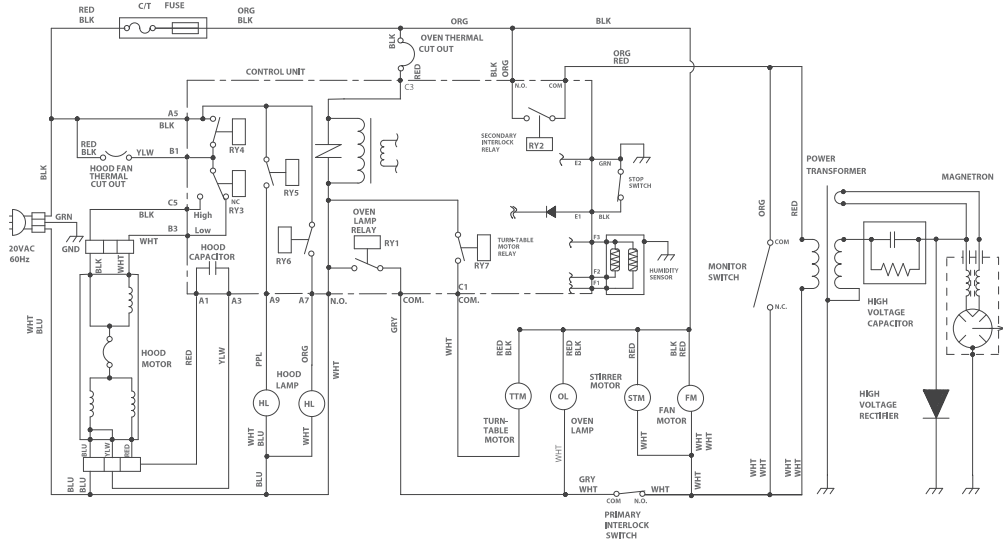 C/T FUSE
RED
BLK
ORG
BLK
ORG
BLK
BLK
OVEN THERMAL
CUT OUT
RED
C3
BLK
ORG
ORG
RED
CONTROL UNIT
N.O.
COM
A5
BLK
RED
BLK
YLW
B1
HOOD FAN
THERMAL
CUT OUT
RY4
RY5
NC
RY3
SECONDARY
INTERLOCK
RELAY
RY2
E2
GRN
STOP
SWITCH
E1
BLK
POWER
TRANSFORMER
MAGNETRON
BLK
GRN
GND
20VAC
60Hz
BLK
C5
High
WHT
B3
Low
HOOD
CAPACITOR
BLK
WHT
RY6
OVEN
LAMP
RELAY
RY1
RY7
TURN-TABLE
MOTOR
RELAY
F3
F2
F1
HUMIDITY
SENSOR
ORG
RED
COM
MONITOR
SWITCH
N.C.
HIGH
VOLTAGE
CAPACITOR
A1
A3
A9
A7
N.O.
COM.
C1
COM.
WHT
BLU
HOOD
MOTOR
RED
YLW
PPL
ORG
WHT
GRY
WHT
HOOD
LAMP
HL
HL
WHT
BLU
WHT
BLU
RED
BLK
RED
BLK
RED
BLK
RED
STIRRER
MOTOR
TTM
OL
STM
FM
TURN-
TABLE
MOTOR
OVEN
LAMP
FAN
MOTOR
WHT
WHT
WHT
WHT
WHT
HIGH
VOLTAGE
RECTIFIER
BLU
YLW
RED
BLU
BLU
GRY
WHT
COM
N.O.
WHT
PRIMARY
INTERLOCK
SWITCH
WHT
WHT
WHT
WHT